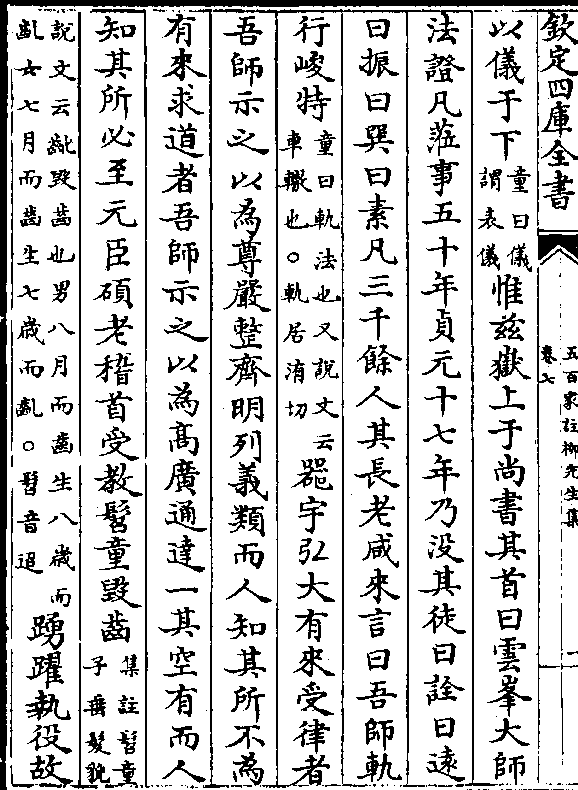 欽定四庫全書
五百家註柳先生集
卷七
以儀于下童曰儀謂表儀惟兹嶽上于尚書其首曰雲峯大師
法證凡蒞事五十年貞元十七年乃没其徒曰詮曰遠
曰振曰巽曰素凡三千餘人其長老咸來言曰吾師軌
行峻特童曰軌法也又說文云車轍也○軌居洧切噐宇弘大有來受律者
吾師示之以為尊嚴整齊明列義類而人知其所不為
有來求道者吾師示之以為高廣通達一其空有而人
知其所必至元臣碩老稽首受教髫童毀齒集註髫童子垂髮貌
說文云齔毀齒也男八月而齒生八歲而齔女七月而齒生七歲而齔○髫音迢踴躍執役故